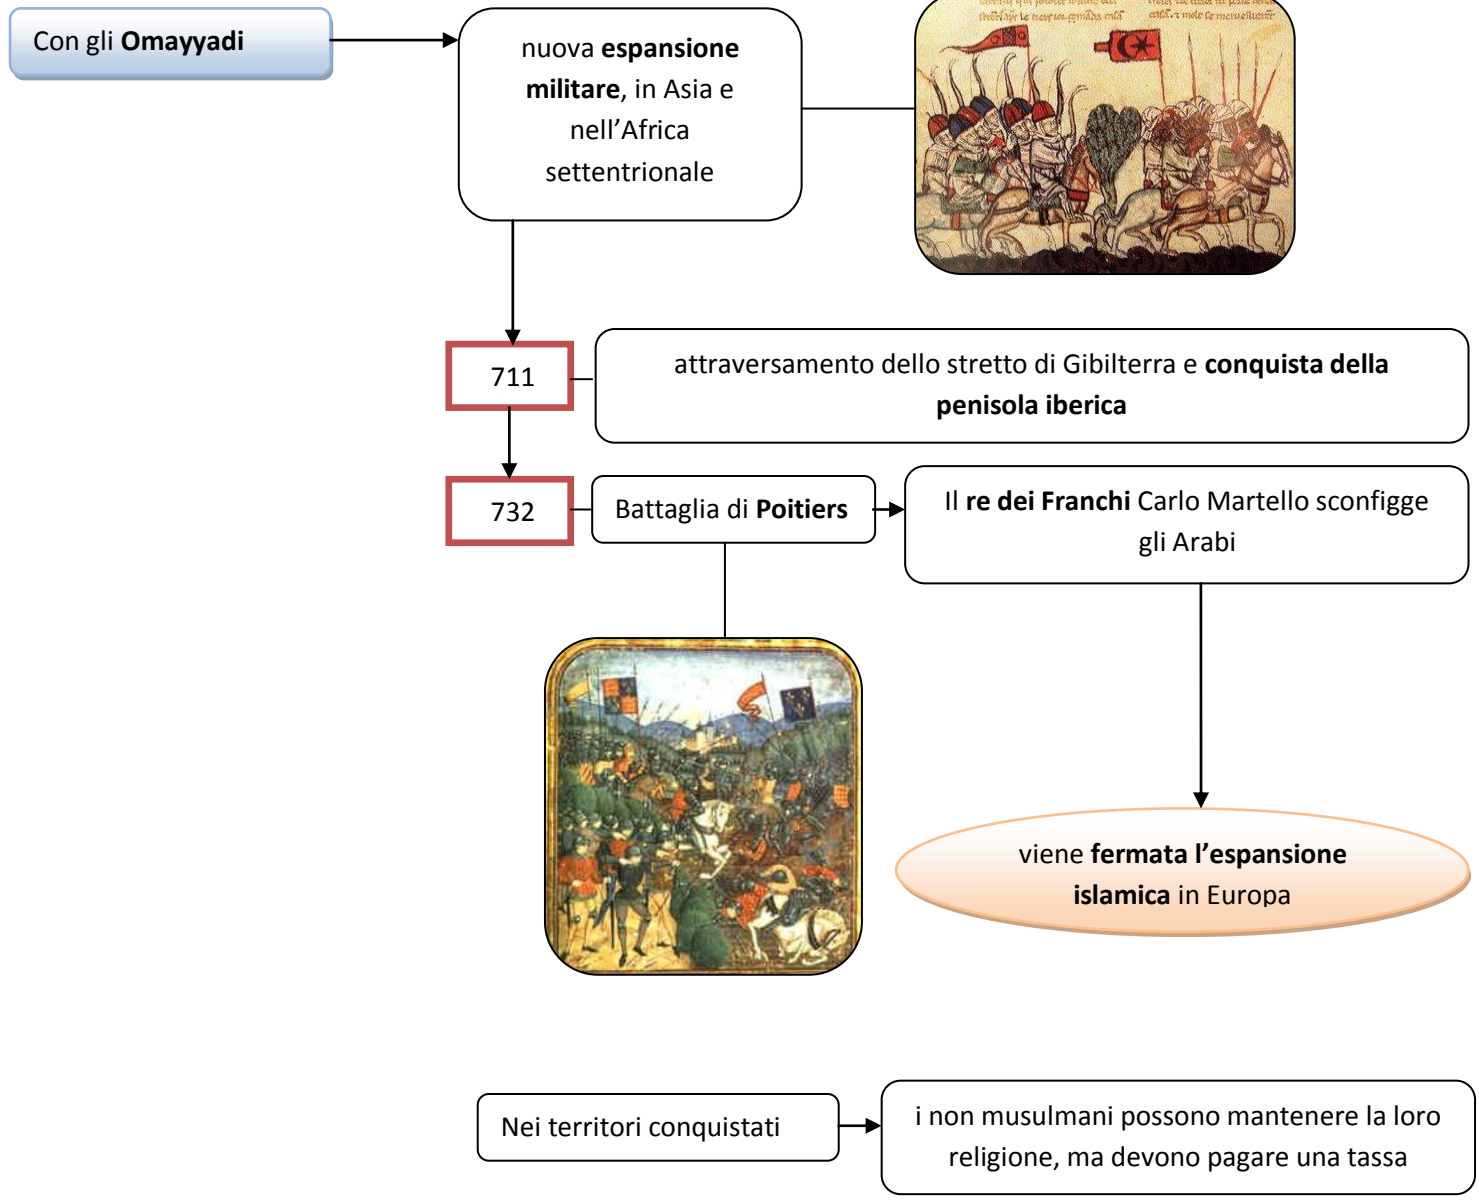 Con gli Omayyadi
nuova espansione
militare, in Asia e
nell’Africa
settentrionale
711
attraversamento dello stretto di Gibilterra e conquista della
penisola iberica
732
Battaglia di Poitiers
Il re dei Franchi Carlo Martello sconfigge
gli Arabi
viene fermata l’espansione
islamica in Europa
Nei territori conquistati
i non musulmani possono mantenere la loro
religione, ma devono pagare una tassa